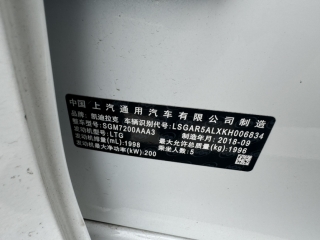 中国 上汽通用汽车有限公司制造
品牌:凯迪拉克 车辆识别代号:LSGAR5ALXKH006834
整车型号:SGM7200AAA3 制造年月:2018-09
发动机型号:LTG 最大允许总质量(kg):1996
发动机排量(mL):1998 乘坐人数:5
发动机最大净功率(kW):200